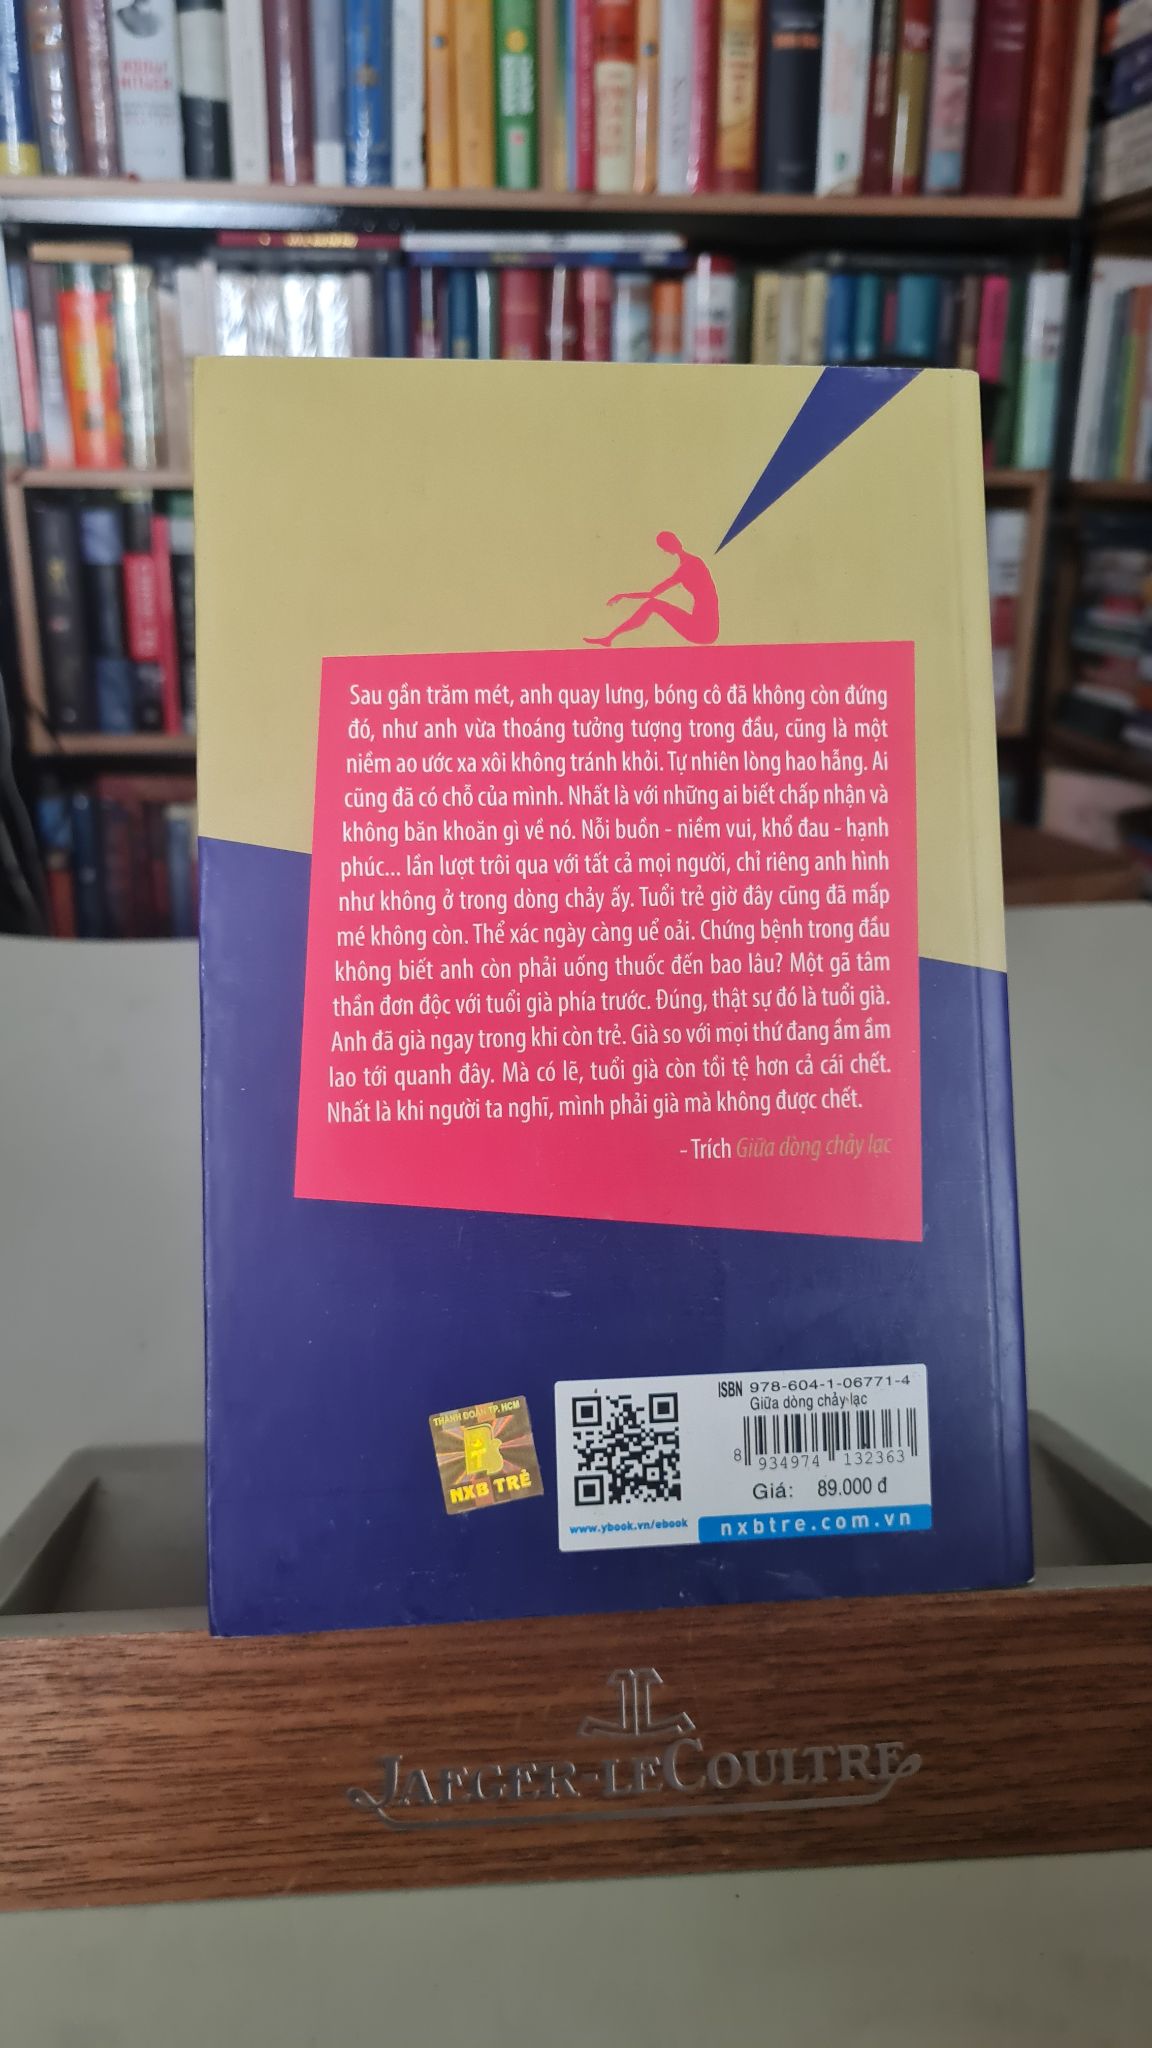 Sau gần trăm mét, anh quay lưng, bóng cô đã không còn đứng
đó, như anh vừa thoáng tưởng tượng trong đầu, cũng là một
niềm ao ước xa xôi không tránh khỏi. Tự nhiên lòng hao hẫng. Ai
cũng đã có chỗ của mình. Nhất là với những ai biết chấp nhận và
không băn khoăn gì về nó. Nỗi buồn - niềm vui, khổ đau - hạnh
phúc... lần lượt trôi qua với tất cả mọi người, chỉ riêng anh hình
như không ở trong dòng chảy ấy. Tuổi trẻ giờ đây cũng đã mấp
mé không còn. Thể xác ngày càng uể oải. Chứng bệnh trong đầu
không biết anh còn phải uống thuốc đến bao lâu? Một gã tâm
thần đơn độc với tuổi già phía trước. Đúng, thật sự đó là tuổi già.
Anh đã già ngay trong khi còn trẻ. Già so với mọi thứ đang ầm ầm
lao tới quanh đây. Mà có lẽ, tuổi già còn tồi tệ hơn cả cái chết.
Nhất là khi người ta nghĩ, mình phải già mà không được chết.
- Trích Giữa dòng chảy lạc
THÀNH ĐOÀN TP. HCM
NXB TRẺ
ISBN 978-604-1-06771-4
Giữa dòng chảy lạc
8 934974 132363
Giá: 89.000 đ
www.ybook.vn/ebook
nxbtre.com.vn
JAEGER-LECOULTRE